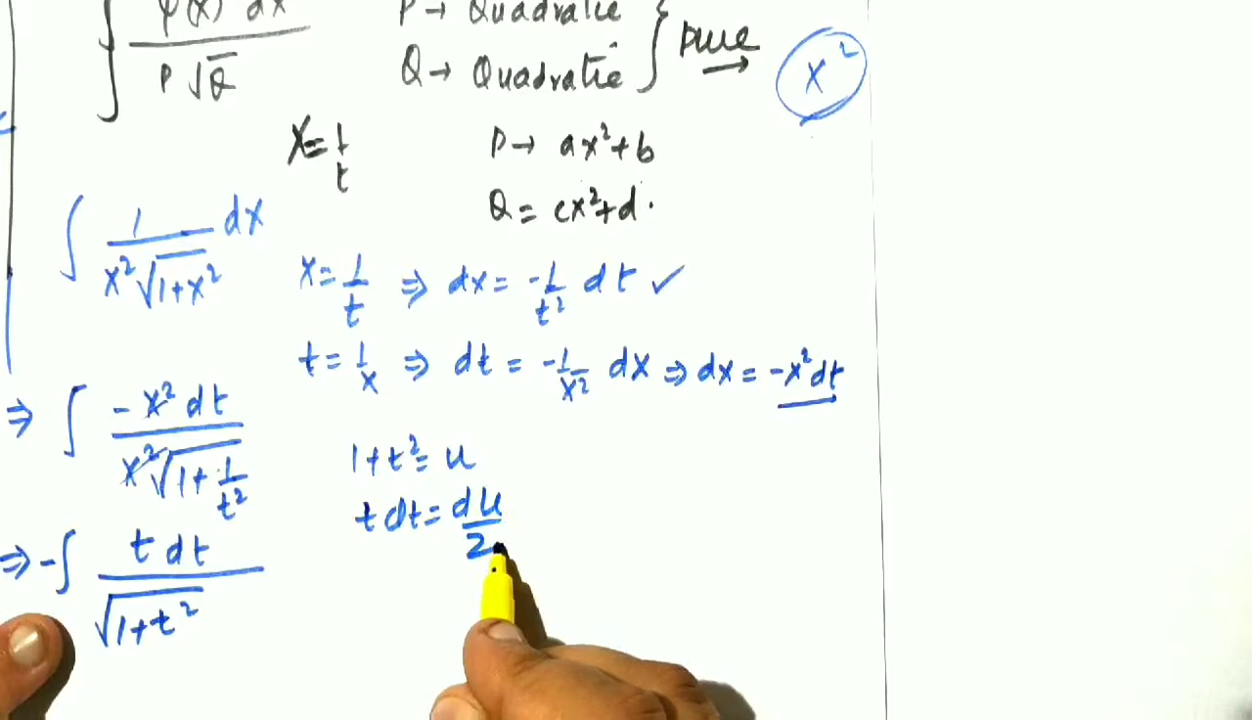 ∫ φ(x) dx / P√Q
P → Quadratic
Q → Quadratic } pure → x²
x = 1/t
P → ax²+b
Q = cx²+d.
∫ 1/(x²√(1+x²)) dx
x = 1/t ⇒ dx = -1/t² dt ✓
t = 1/x ⇒ dt = -1/x² dx ⇒ dx = -x²dt
⇒ ∫ -x² dt / (x²√(1+1/t²))
1+t² = u
t dt = du/2
⇒ -∫ t dt / √(1+t²)